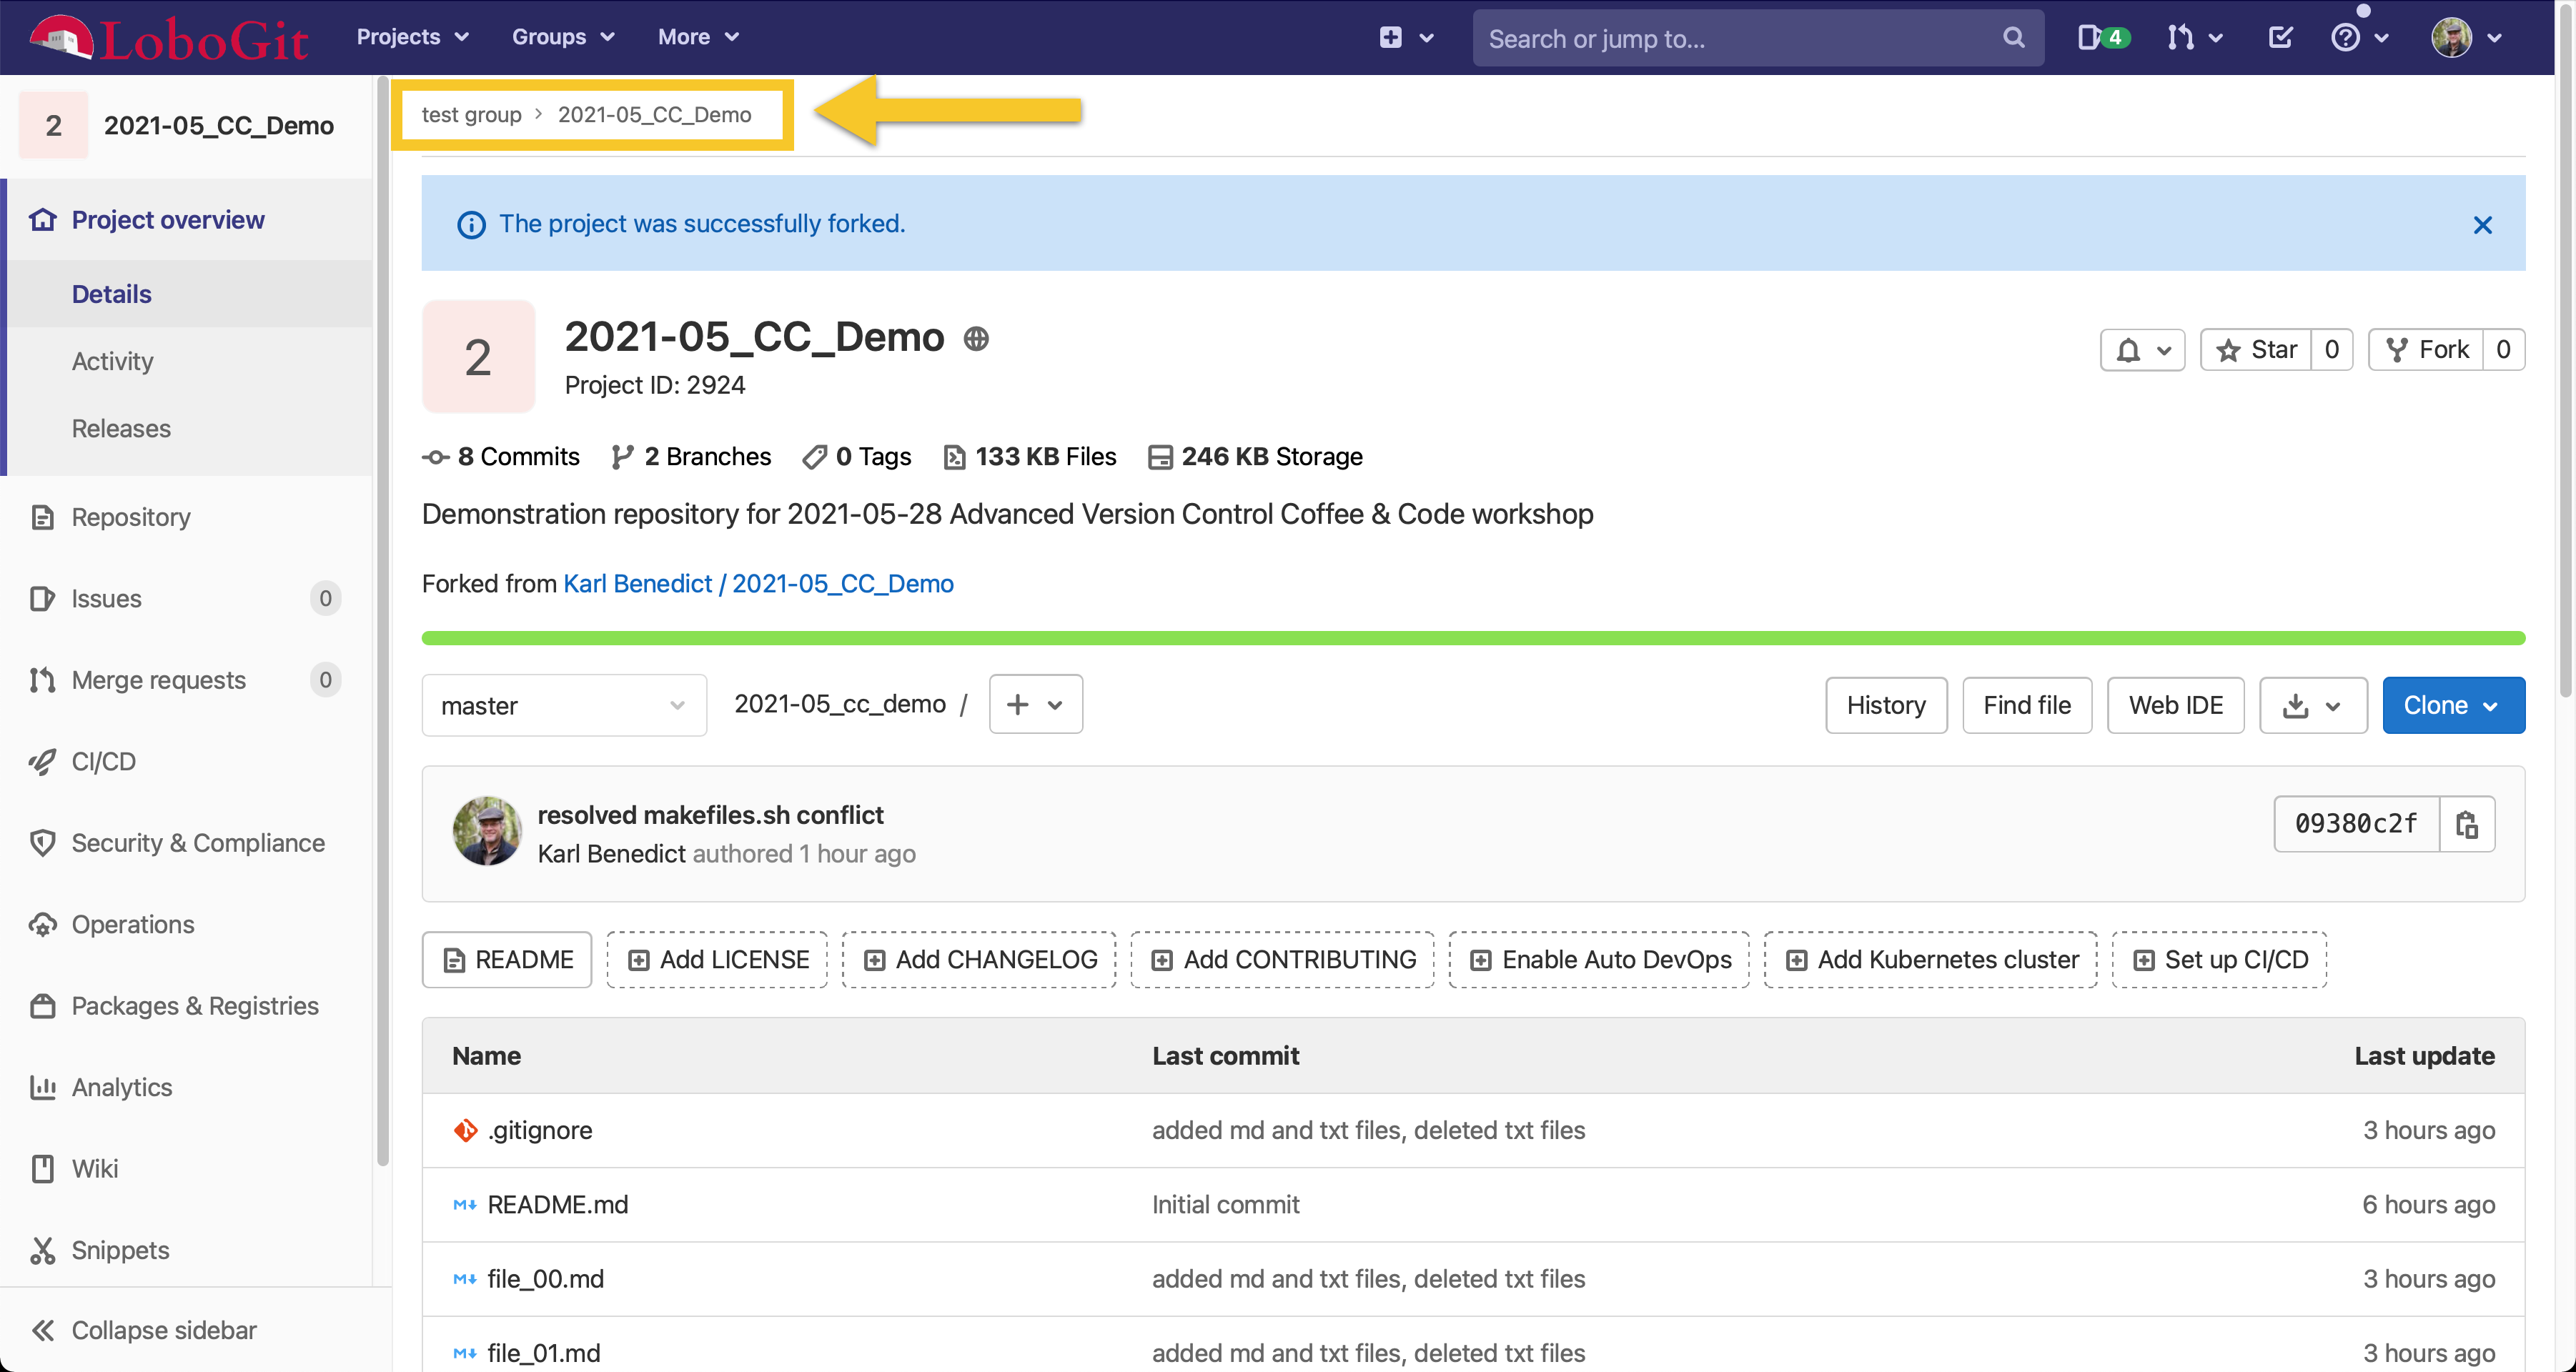 LoboGit Projects Groups More Search or jump to... 4
2 2021-05_CC_Demo
Project overview
Details
Activity
Releases
Repository
Issues 0
Merge requests 0
CI/CD
Security & Compliance
Operations
Packages & Registries
Analytics
Wiki
Snippets
Collapse sidebar
test group > 2021-05_CC_Demo
The project was successfully forked.
2 2021-05_CC_Demo
Project ID: 2924
Star 0 Fork 0
8 Commits 2 Branches 0 Tags 133 KB Files 246 KB Storage
Demonstration repository for 2021-05-28 Advanced Version Control Coffee & Code workshop
Forked from Karl Benedict / 2021-05_CC_Demo
master 2021-05_cc_demo / + History Find file Web IDE Clone
resolved makefiles.sh conflict
Karl Benedict authored 1 hour ago
09380c2f
README Add LICENSE Add CHANGELOG Add CONTRIBUTING Enable Auto DevOps Add Kubernetes cluster Set up CI/CD
Name Last commit Last update
.gitignore added md and txt files, deleted txt files 3 hours ago
README.md Initial commit 6 hours ago
file_00.md added md and txt files, deleted txt files 3 hours ago
file_01.md added md and txt files, deleted txt files 3 hours ago